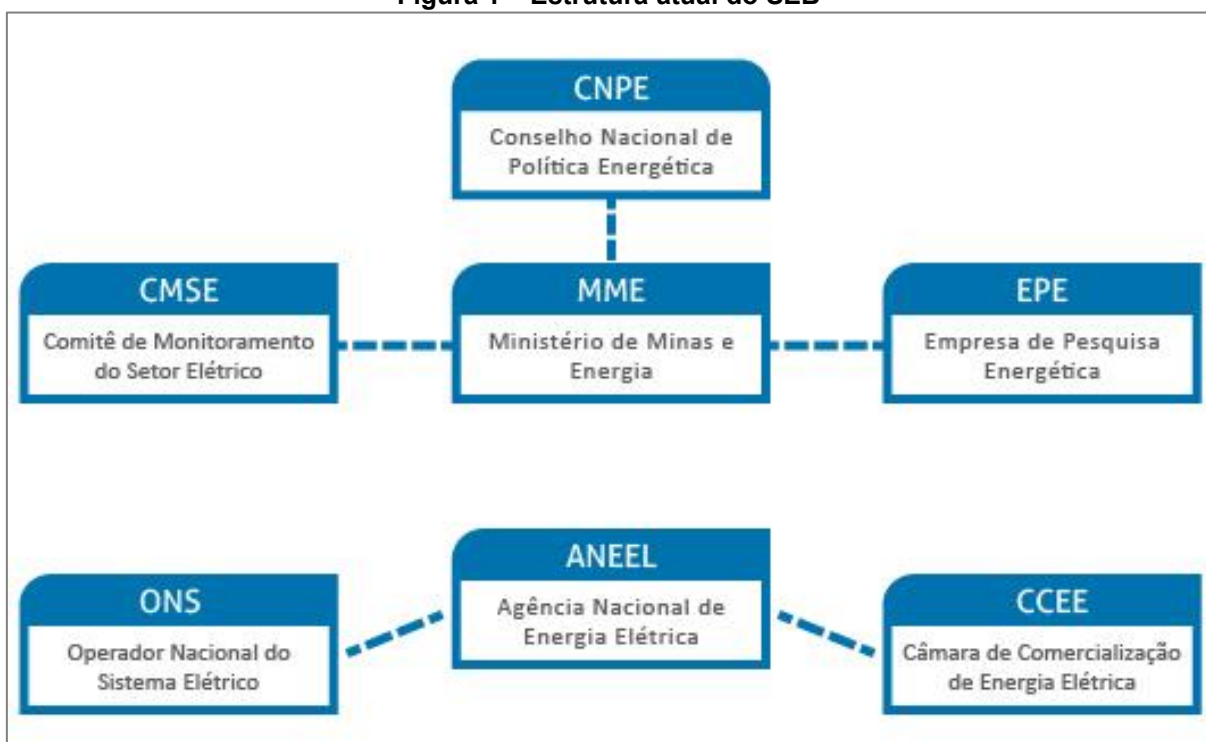 Figura 1 – Estrutura atual do SEB
CNPE
Conselho Nacional de
Política Energética
CMSE
Comitê de Monitoramento
do Setor Elétrico
MME
Ministério de Minas e
Energia
EPE
Empresa de Pesquisa
Energética
ONS
Operador Nacional do
Sistema Elétrico
ANEEL
Agência Nacional de
Energia Elétrica
CCEE
Câmara de Comercialização
de Energia Elétrica